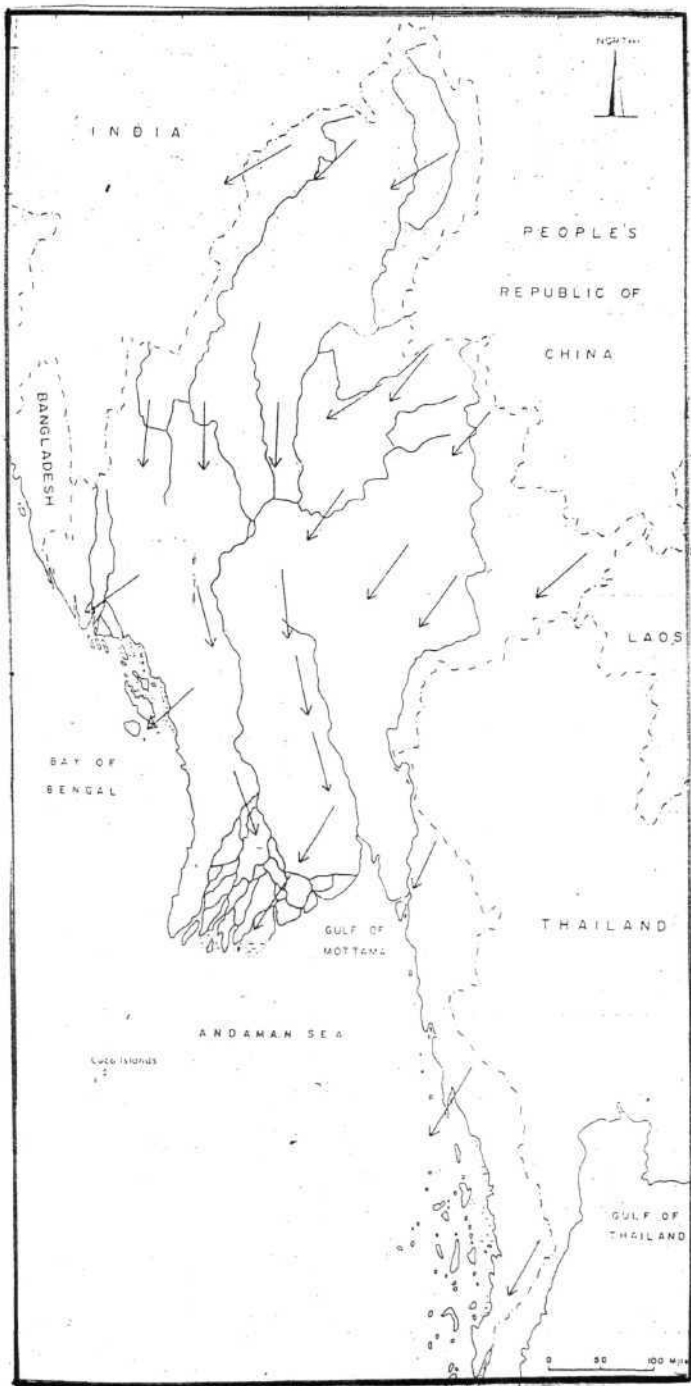 NORTH
INDIA
PEOPLE'S
REPUBLIC OF
CHINA
BANGLADESH
LAOS
BAY OF
BENGAL
THAILAND
GULF OF
MOTTAMA
ANDAMAN SEA
Coco Islands
GULF OF
THAILAND
0 50 100 Mile